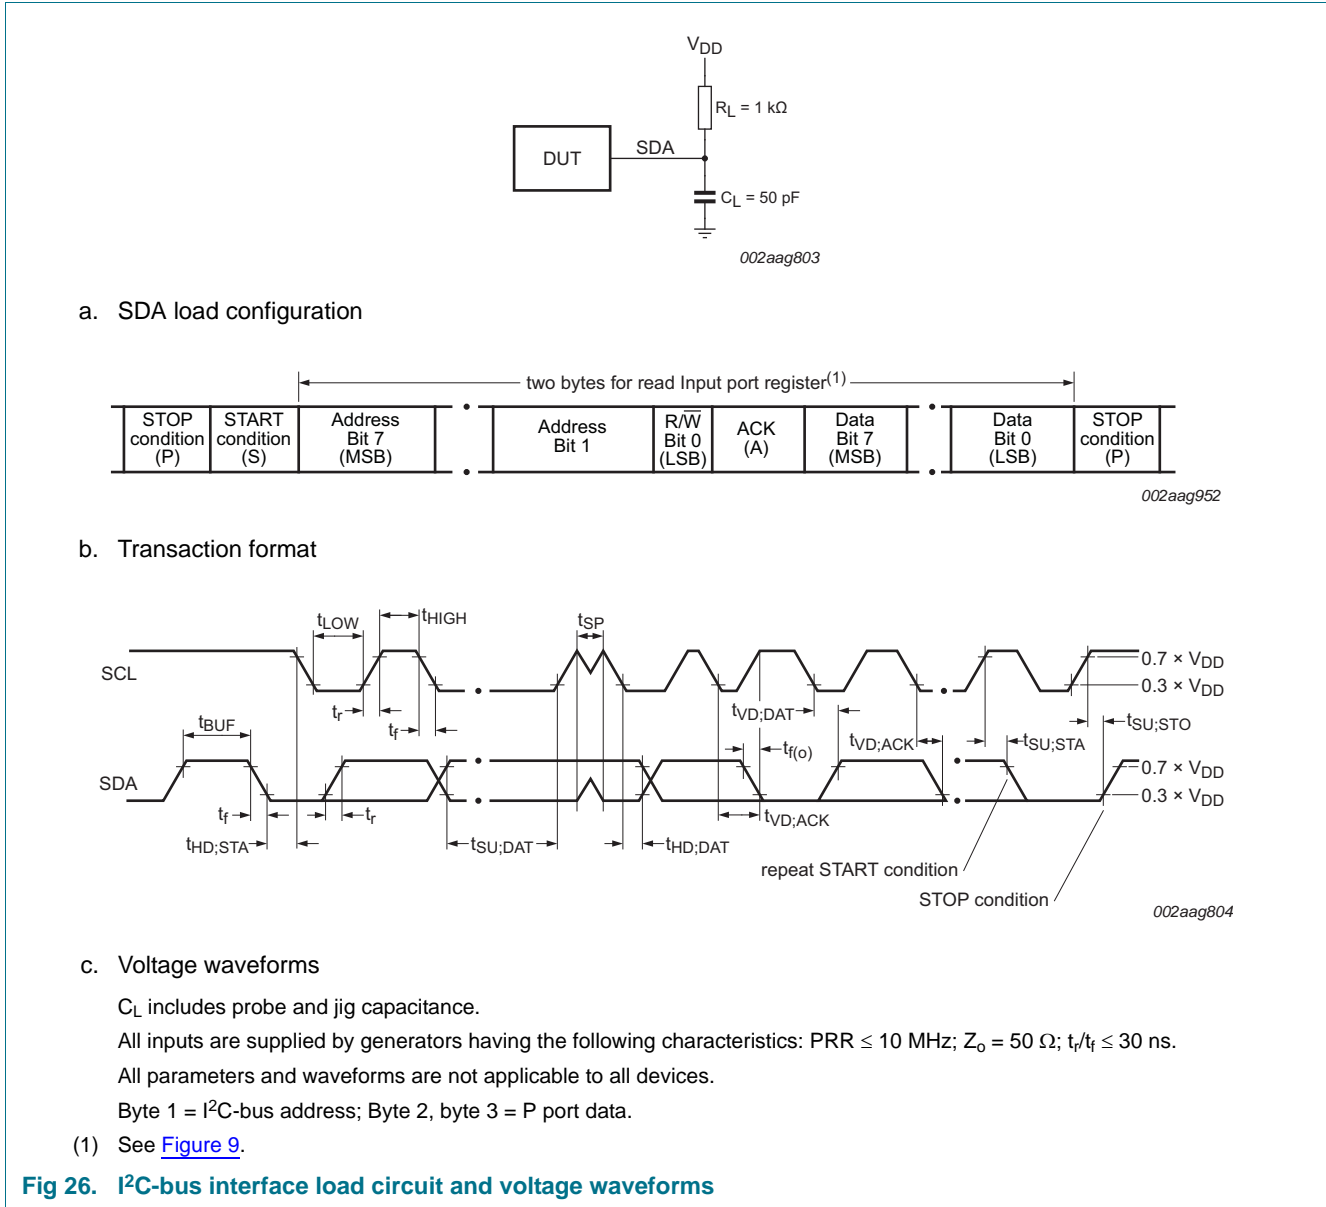 VDD
RL = 1 kΩ
DUT
SDA
CL = 50 pF
002aag803
a. SDA load configuration
two bytes for read Input port register(1)
STOP condition (P)
START condition (S)
Address Bit 7 (MSB)
Address Bit 1
R/W̅ Bit 0 (LSB)
ACK (A)
Data Bit 7 (MSB)
Data Bit 0 (LSB)
STOP condition (P)
002aag952
b. Transaction format
tLOW
tHIGH
tSP
SCL
0.7 × VDD
0.3 × VDD
tr
tf
tVD;DAT
tSU;STO
tBUF
tf(o)
tVD;ACK
tSU;STA
SDA
0.7 × VDD
0.3 × VDD
tf
tr
tVD;ACK
tHD;STA
tSU;DAT
tHD;DAT
repeat START condition
STOP condition
002aag804
c. Voltage waveforms
CL includes probe and jig capacitance.
All inputs are supplied by generators having the following characteristics: PRR ≤ 10 MHz; Zo = 50 Ω; tr/tf ≤ 30 ns.
All parameters and waveforms are not applicable to all devices.
Byte 1 = I2C-bus address; Byte 2, byte 3 = P port data.
(1) See Figure 9.
Fig 26. I2C-bus interface load circuit and voltage waveforms